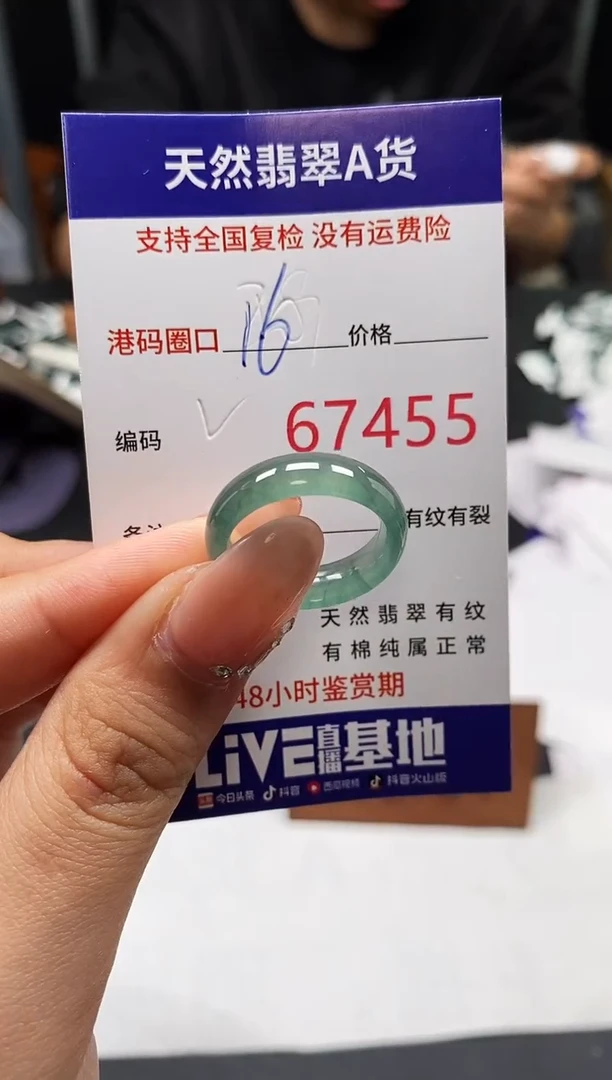 天然翡翠A货
支持全国复检 没有运费险
港码圈口 16 价格
编码 67455
有纹有裂
天然翡翠有纹
有棉纯属正常
48小时鉴赏期
LiVE直播基地
今日头条 抖音 西瓜视频 抖音火山版